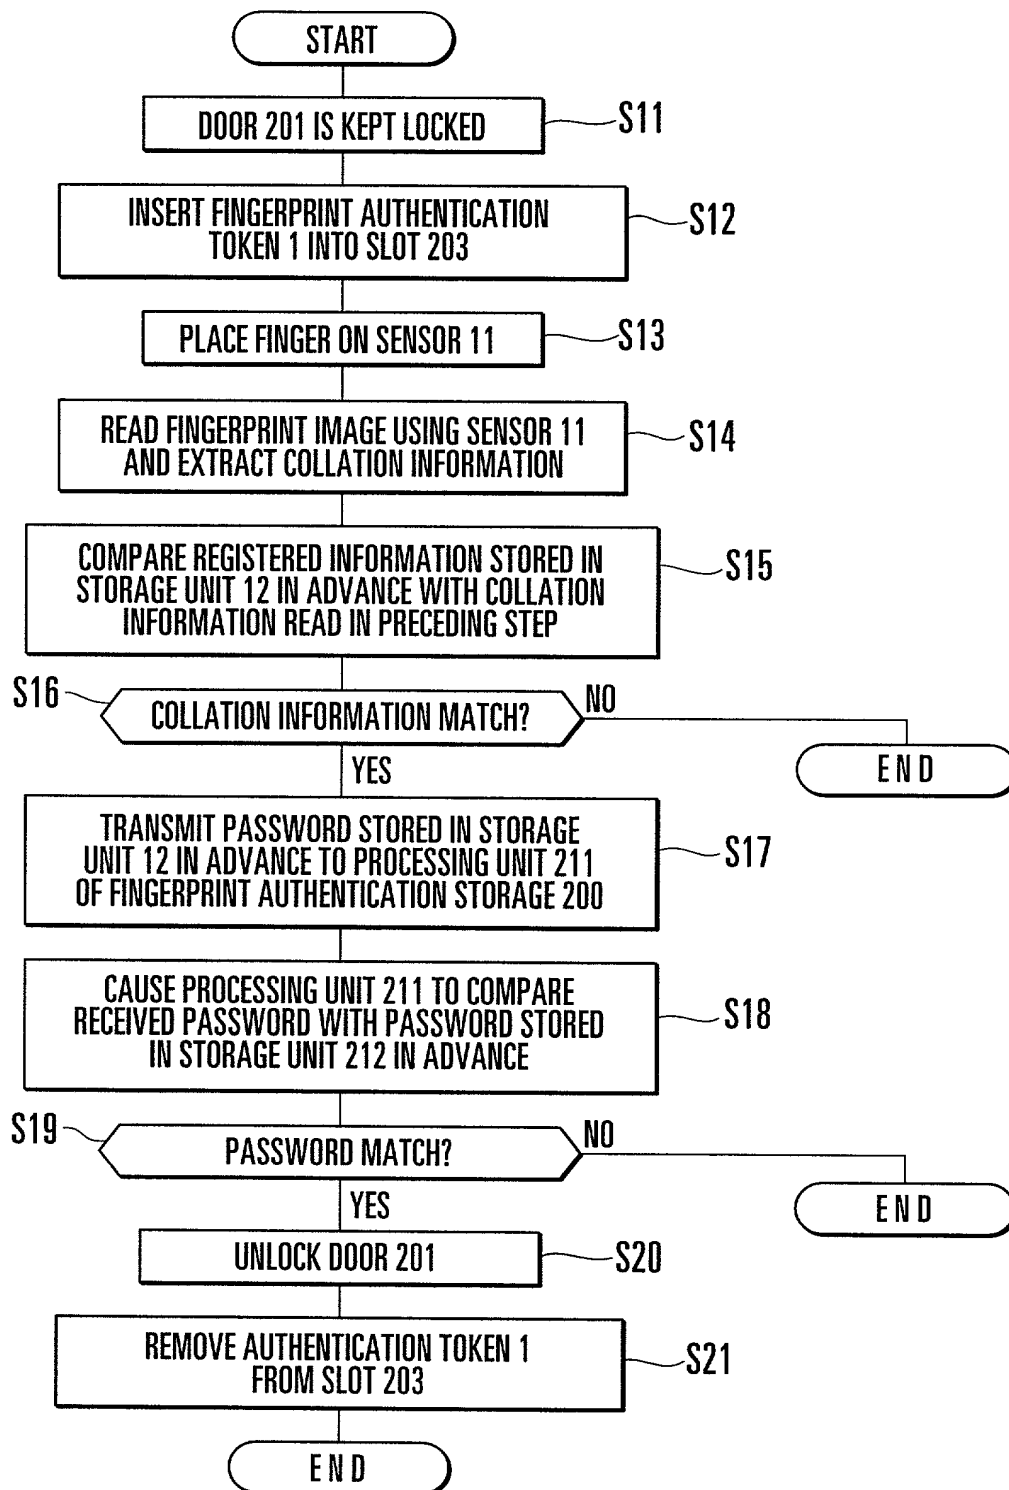 START
DOOR 201 IS KEPT LOCKED
S11
INSERT FINGERPRINT AUTHENTICATION
TOKEN 1 INTO SLOT 203
S12
PLACE FINGER ON SENSOR 11
S13
READ FINGERPRINT IMAGE USING SENSOR 11
AND EXTRACT COLLATION INFORMATION
S14
COMPARE REGISTERED INFORMATION STORED IN
STORAGE UNIT 12 IN ADVANCE WITH COLLATION
INFORMATION READ IN PRECEDING STEP
S15
S16
COLLATION INFORMATION MATCH?
NO
END
YES
TRANSMIT PASSWORD STORED IN STORAGE
UNIT 12 IN ADVANCE TO PROCESSING UNIT 211
OF FINGERPRINT AUTHENTICATION STORAGE 200
S17
CAUSE PROCESSING UNIT 211 TO COMPARE
RECEIVED PASSWORD WITH PASSWORD STORED
IN STORAGE UNIT 212 IN ADVANCE
S18
S19
PASSWORD MATCH?
NO
END
YES
UNLOCK DOOR 201
S20
REMOVE AUTHENTICATION TOKEN 1
FROM SLOT 203
S21
END